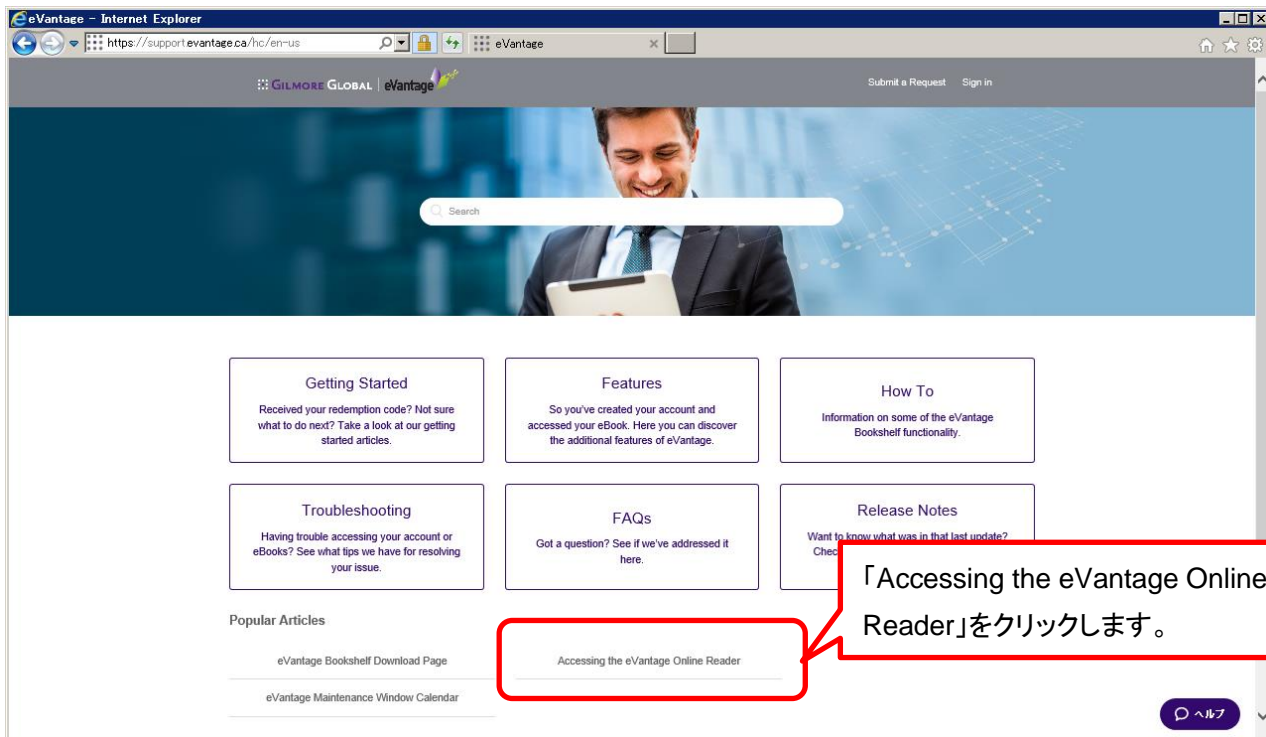 eVantage - Internet Explorer
https://support.evantage.ca/hc/en-us
eVantage
GILMORE GLOBAL | eVantage
Submit a Request Sign in
Search
Getting Started
Received your redemption code? Not sure
what to do next? Take a look at our getting
started articles.
Features
So you've created your account and
accessed your eBook. Here you can discover
the additional features of eVantage.
How To
Information on some of the eVantage
Bookshelf functionality.
Troubleshooting
Having trouble accessing your account or
eBooks? See what tips we have for resolving
your issue.
FAQs
Got a question? See if we've addressed it
here.
Release Notes
Want to know what was in that last update?
「Accessing the eVantage Online
Reader」をクリックします。
Popular Articles
eVantage Bookshelf Download Page
Accessing the eVantage Online Reader
eVantage Maintenance Window Calendar
ヘルプ